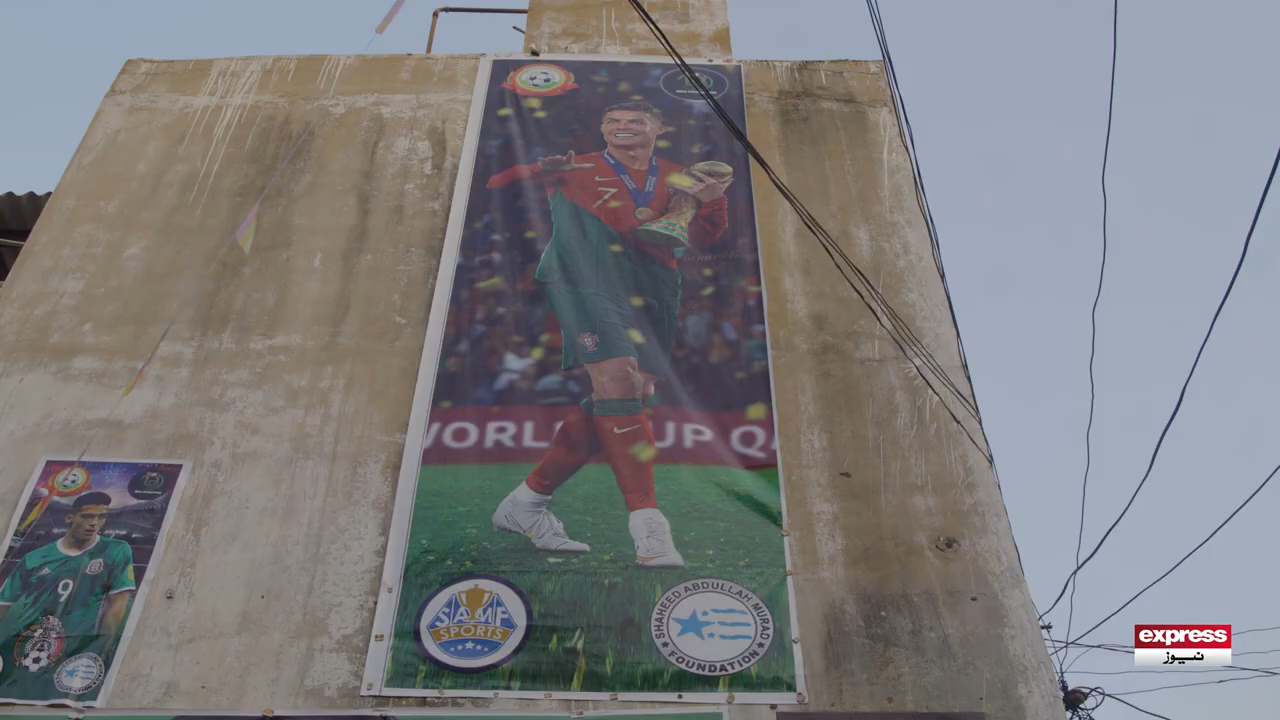 7
WORLD CUP QA
SAMF
SPORTS
SHAHEED ABDULLAH MURAD
FOUNDATION
9
express
نیوز